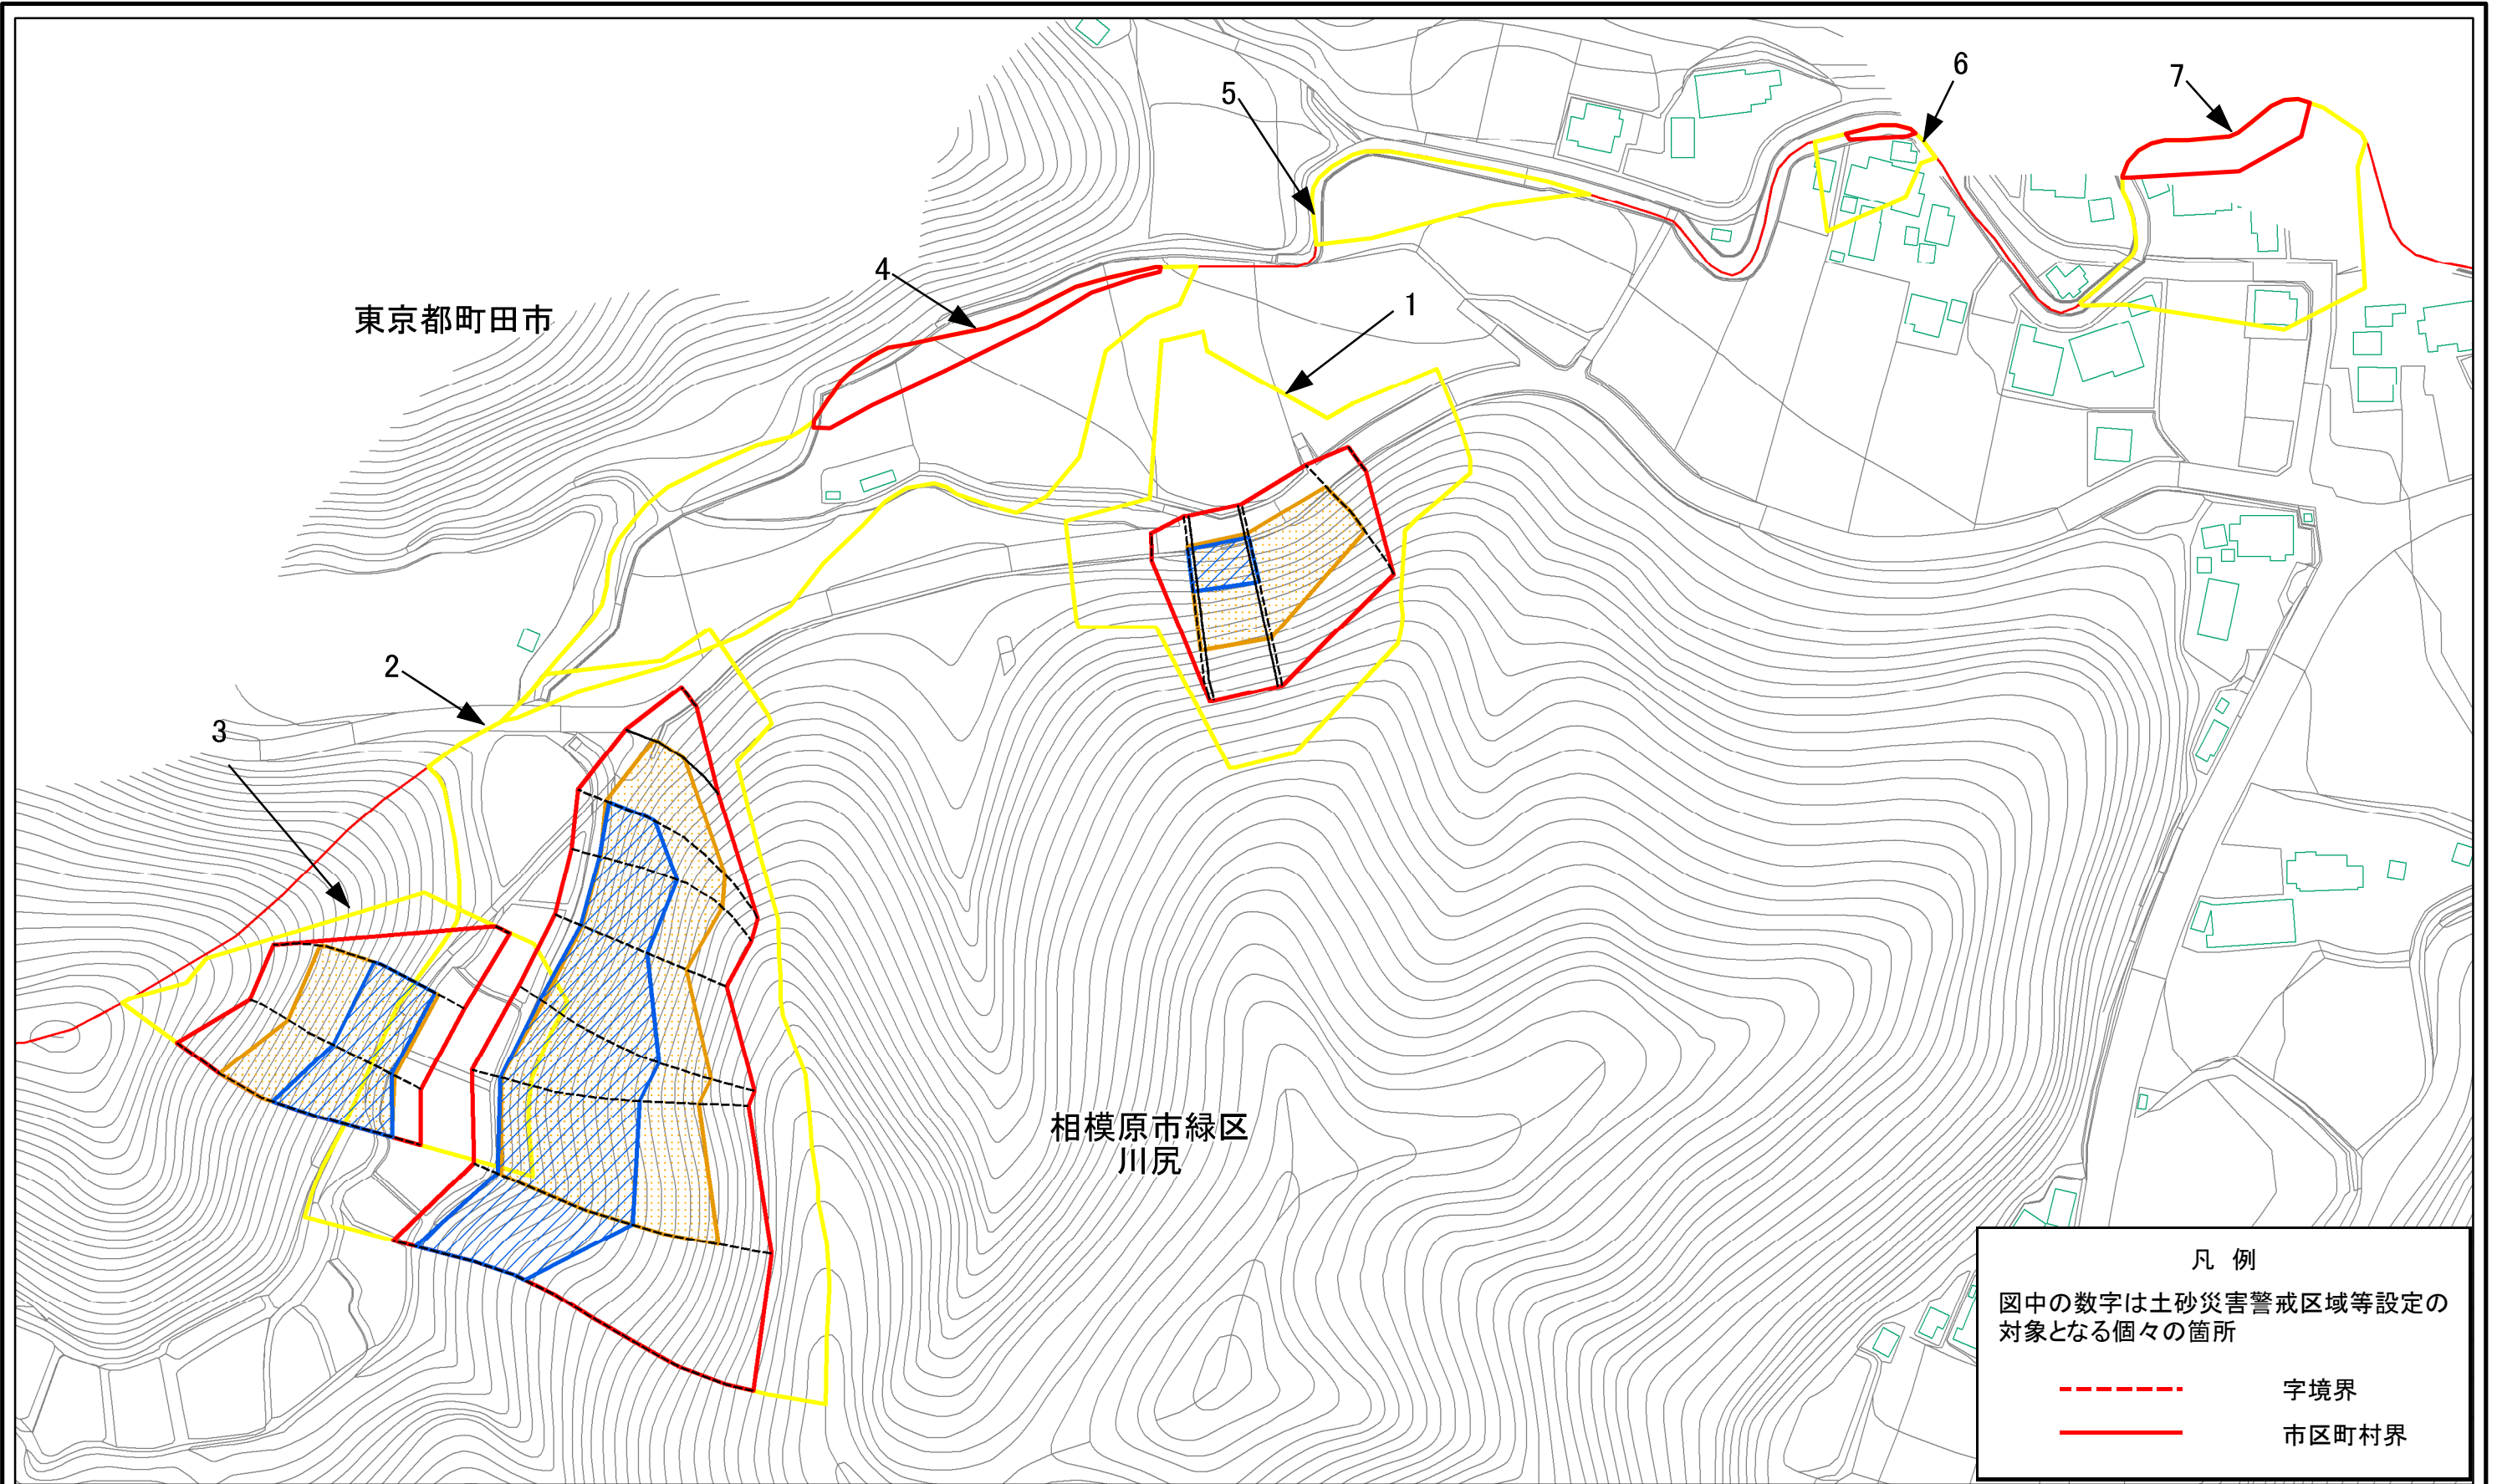 6
7
5
4
東京都町田市
1
2
3
相模原市緑区
川尻
凡 例
図中の数字は土砂災害警戒区域等設定の
対象となる個々の箇所
字境界
市区町村界